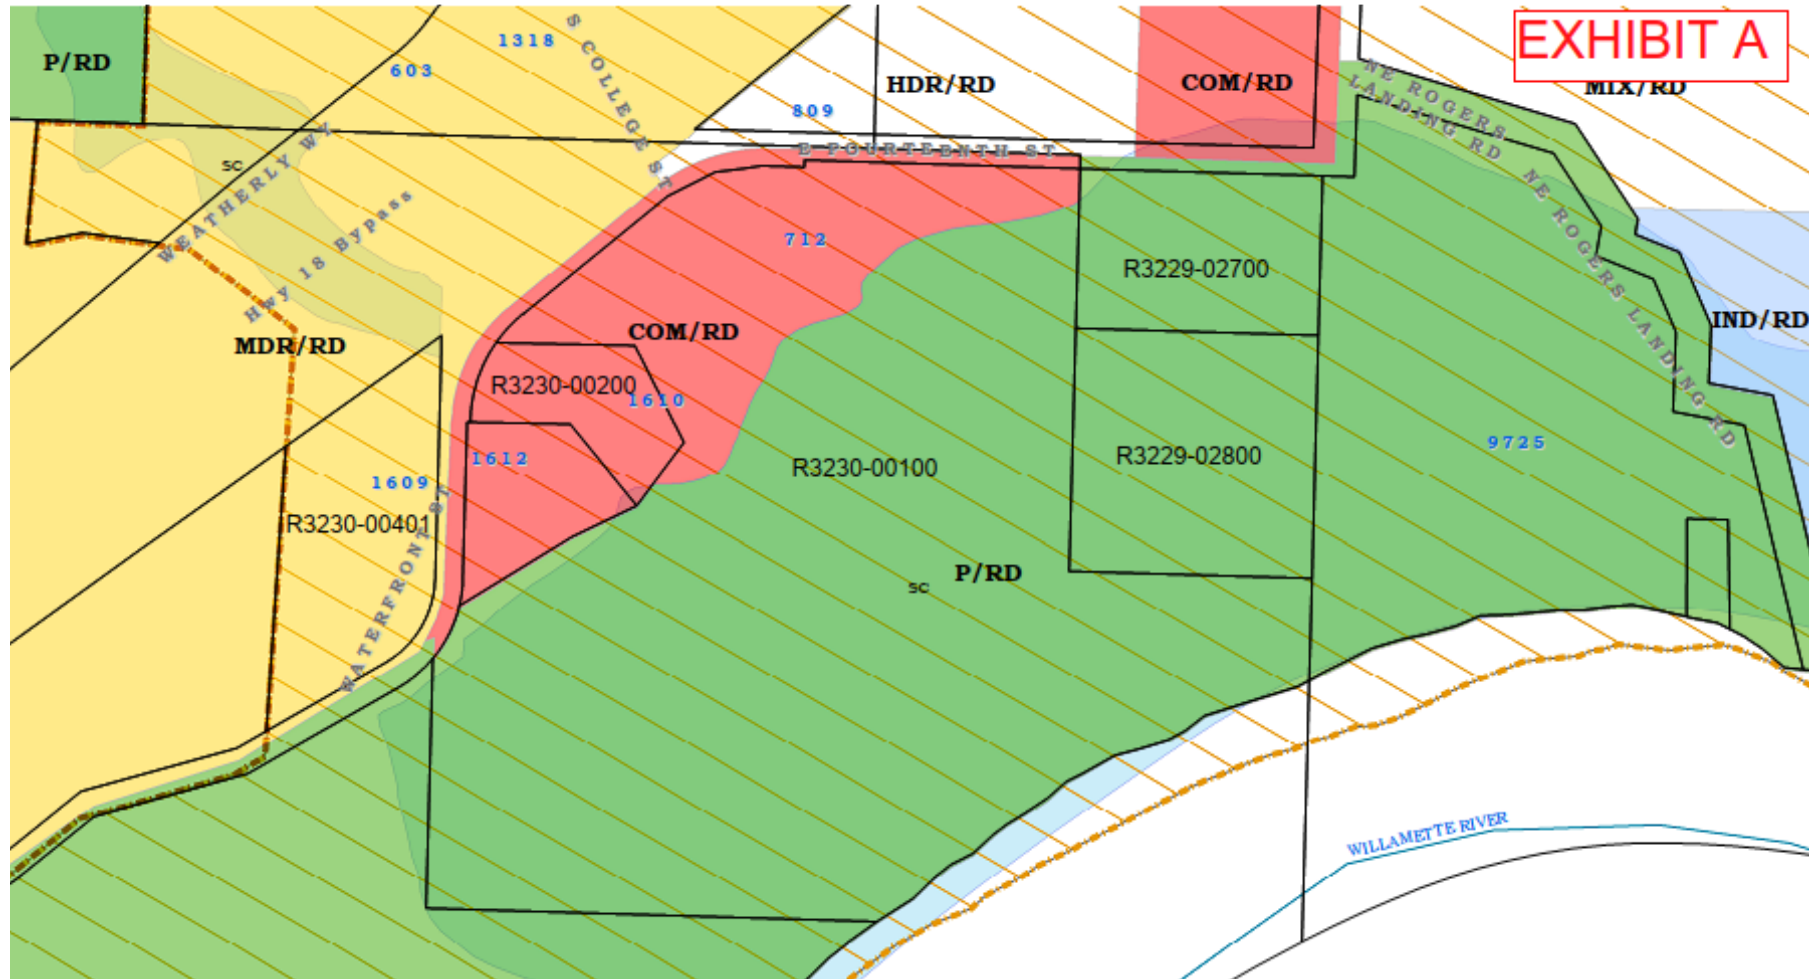 EXHIBIT A
P/RD
1318
603
S COLLEGE ST
HDR/RD
COM/RD
MIX/RD
809
NE ROGERS
LANDING RD
E FOURTEENTH ST
SC
WEATHERLY WY
Hwy 18 Bypass
712
R3229-02700
NE ROGERS LANDING RD
IND/RD
MDR/RD
COM/RD
R3230-00200
1610
1612
1609
R3230-00401
WATERFRONT ST
R3230-00100
R3229-02800
9725
SC
P/RD
WILLAMETTE RIVER